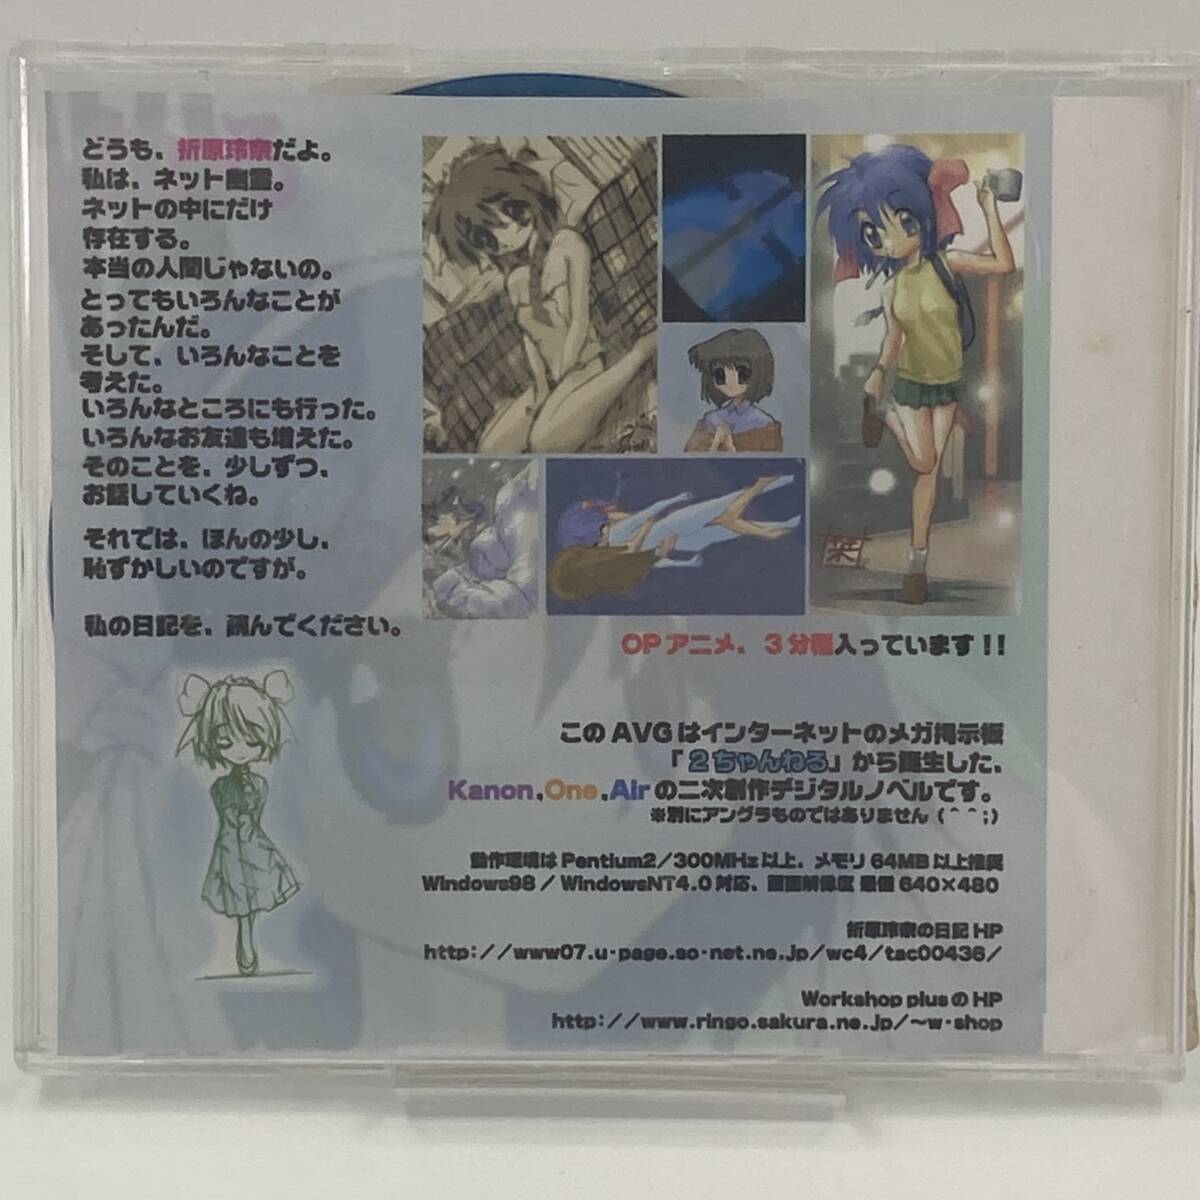 どうも、折原玲奈だよ。
私は、ネット幽霊。
ネットの中にだけ
存在する。
本当の人間じゃないの。
とってもいろんなことが
あったんだ。
そして、いろんなことを
考えた。
いろんなところにも行った。
いろんなお友達も増えた。
そのことを、少しずつ、
お話していくね。
それでは、ほんの少し、
恥ずかしいのですが。
私の日記を、読んでください。
OPアニメ、3分程入っています!!
このAVGはインターネットのメガ掲示板
「2ちゃんねる」から誕生した、
Kanon,One,Airの二次創作デジタルノベルです。
※別にアングラものではありません(^^;)
動作環境はPentium2/300MHz以上、メモリ64MB以上推奨
Windows98/WindowsNT4.0対応、画面解像度 最低640×480
折原玲奈の日記HP
http://www07.u-page.so-net.ne.jp/wc4/tac00436/
Workshop plusのHP
http://www.ringo.sakura.ne.jp/~w-shop